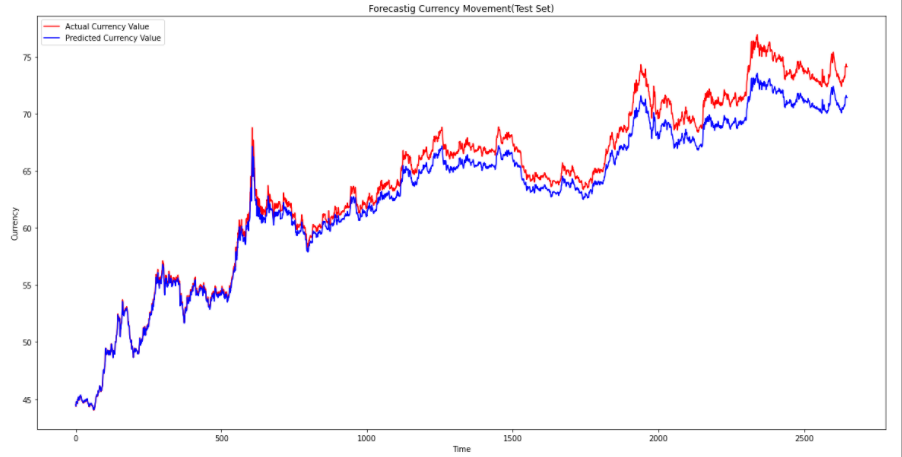 Forecastig Currency Movement(Test Set)
Actual Currency Value
Predicted Currency Value
75
70
65
60
55
50
45
Currency
0 500 1000 1500 2000 2500
Time